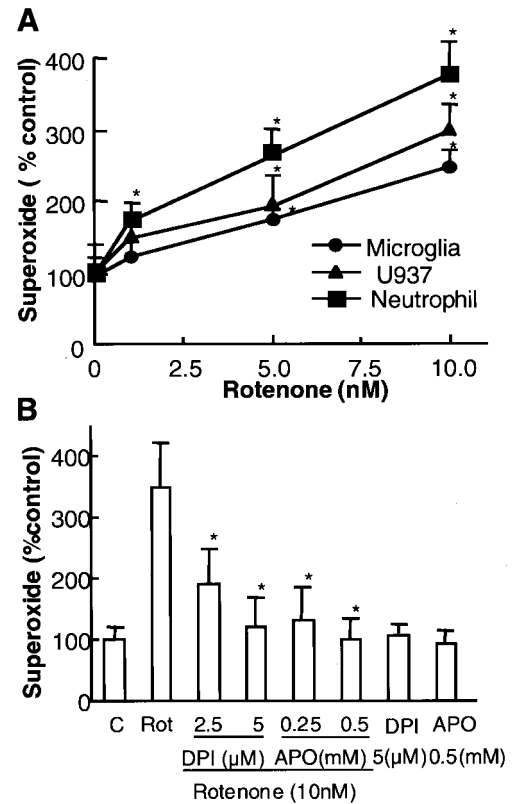 A
Superoxide ( % control)
400
300
200
100
0
*
*
*
*
*
*
*
Microglia
U937
Neutrophil
0 2.5 5.0 7.5 10.0
Rotenone (nM)
B
Superoxide (%control)
400
300
200
100
0
* * * *
C Rot 2.5 5 0.25 0.5 DPI APO
DPI (µM) APO(mM) 5(µM) 0.5(mM)
Rotenone (10nM)